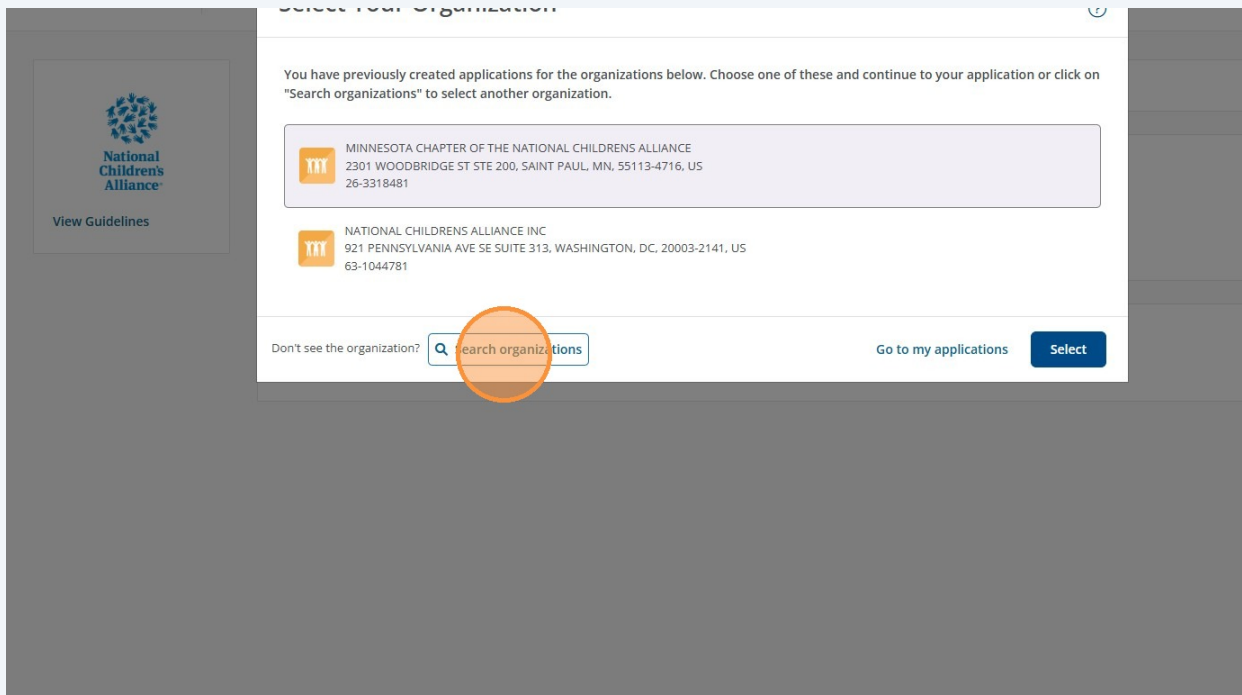 Select Your Organization
National
Children's
Alliance
View Guidelines
You have previously created applications for the organizations below. Choose one of these and continue to your application or click on
"Search organizations" to select another organization.
MINNESOTA CHAPTER OF THE NATIONAL CHILDRENS ALLIANCE
2301 WOODBRIDGE ST STE 200, SAINT PAUL, MN, 55113-4716, US
26-3318481
NATIONAL CHILDRENS ALLIANCE INC
921 PENNSYLVANIA AVE SE SUITE 313, WASHINGTON, DC, 20003-2141, US
63-1044781
Don't see the organization? Search organizations Go to my applications Select